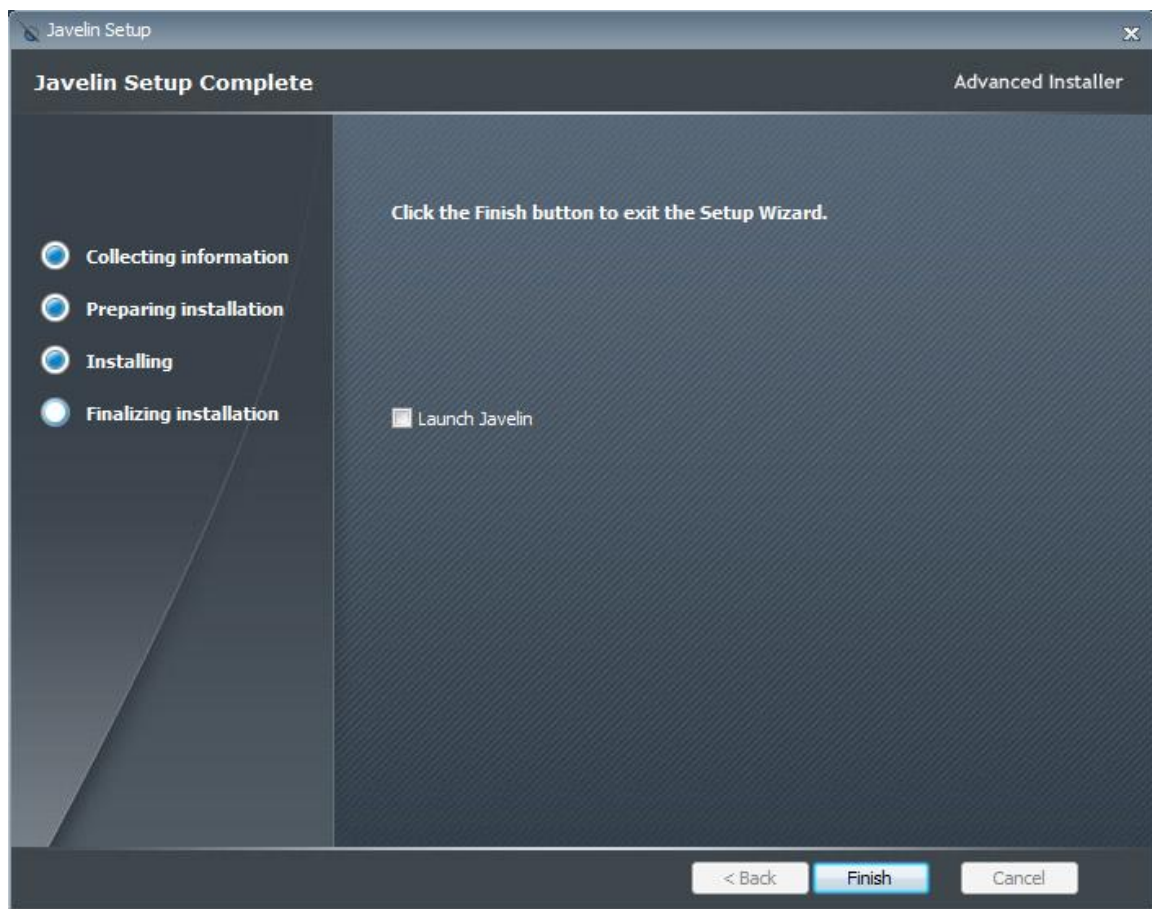 Javelin Setup
Javelin Setup Complete
Advanced Installer
Click the Finish button to exit the Setup Wizard.
Collecting information
Preparing installation
Installing
Finalizing installation
Launch Javelin
< Back
Finish
Cancel